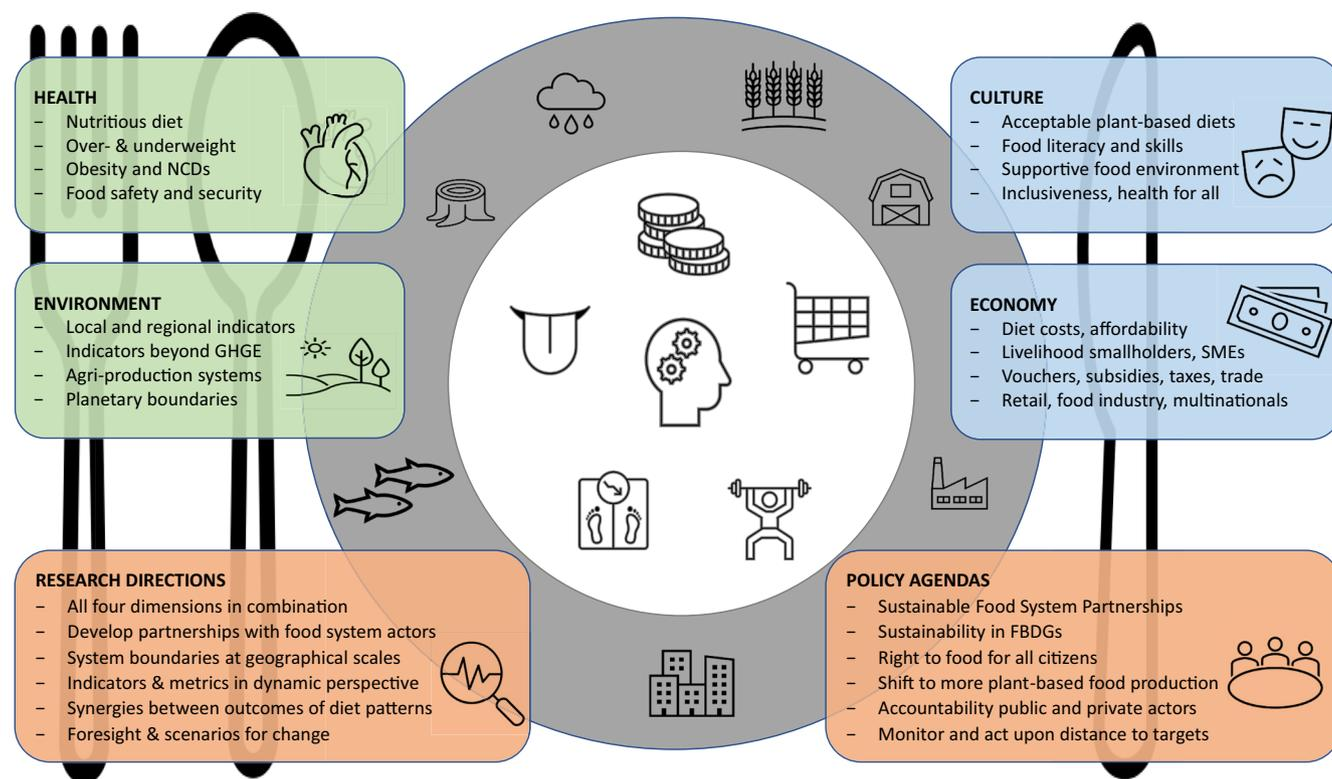 HEALTH
– Nutritious diet
– Over- & underweight
– Obesity and NCDs
– Food safety and security
ENVIRONMENT
– Local and regional indicators
– Indicators beyond GHGE
– Agri-production systems
– Planetary boundaries
RESEARCH DIRECTIONS
– All four dimensions in combination
– Develop partnerships with food system actors
– System boundaries at geographical scales
– Indicators & metrics in dynamic perspective
– Synergies between outcomes of diet patterns
– Foresight & scenarios for change
CULTURE
– Acceptable plant-based diets
– Food literacy and skills
– Supportive food environment
– Inclusiveness, health for all
ECONOMY
– Diet costs, affordability
– Livelihood smallholders, SMEs
– Vouchers, subsidies, taxes, trade
– Retail, food industry, multinationals
POLICY AGENDAS
– Sustainable Food System Partnerships
– Sustainability in FBDGs
– Right to food for all citizens
– Shift to more plant-based food production
– Accountability public and private actors
– Monitor and act upon distance to targets